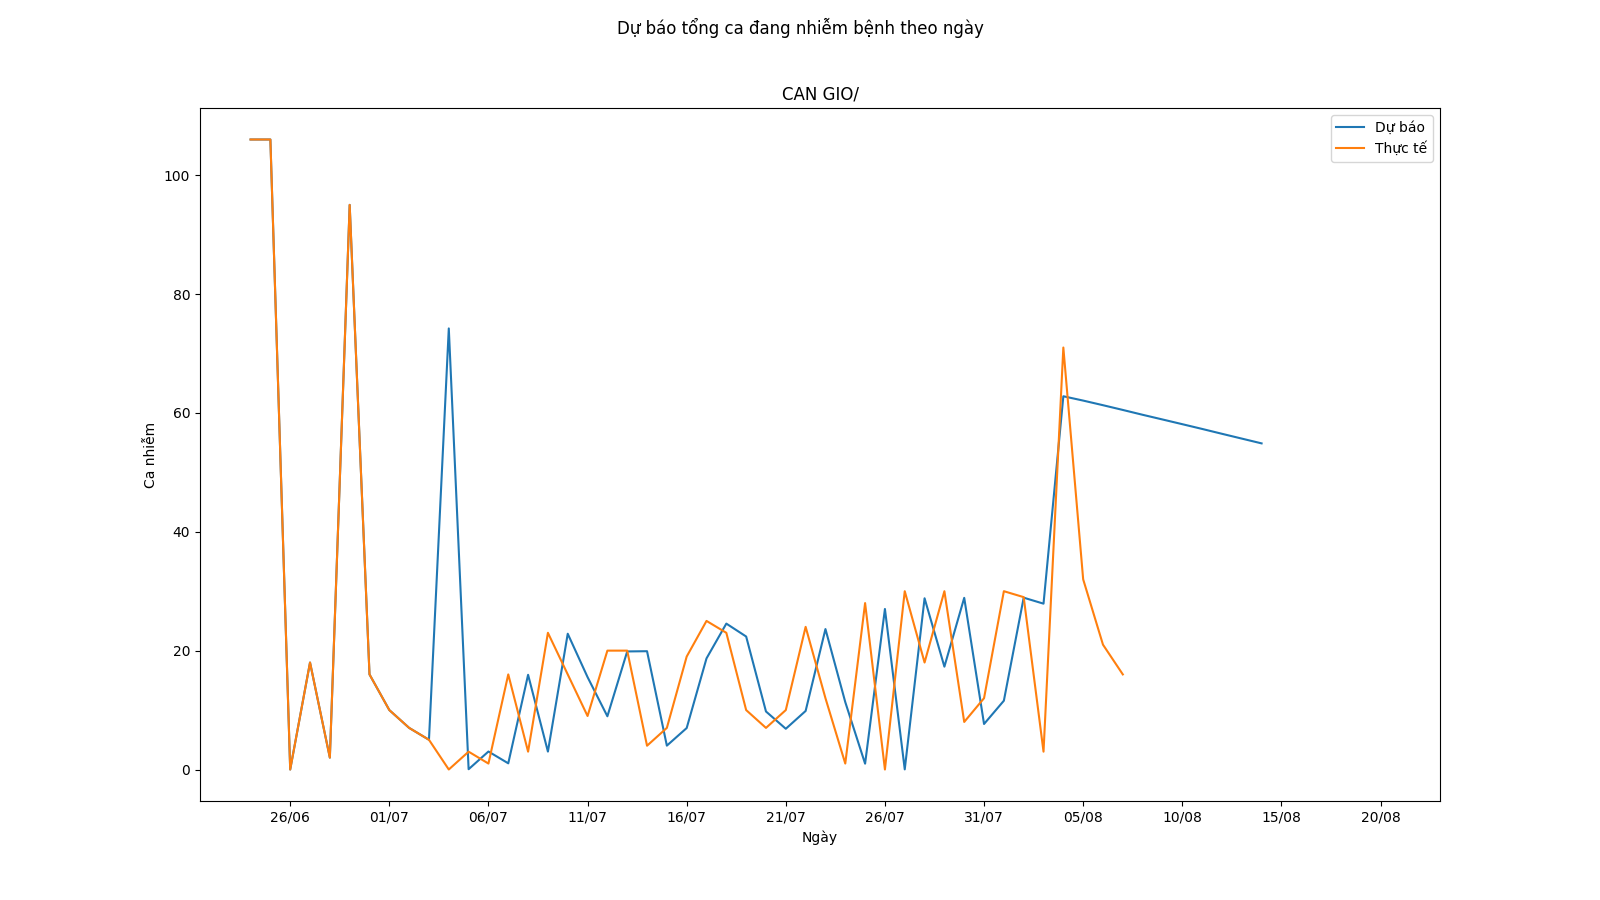 Dự báo tổng ca đang nhiễm bệnh theo ngày
CAN GIO/
Dự báo
Thực tế
100
80
60
40
20
0
Ca nhiễm
26/06 01/07 06/07 11/07 16/07 21/07 26/07 31/07 05/08 10/08 15/08 20/08
Ngày